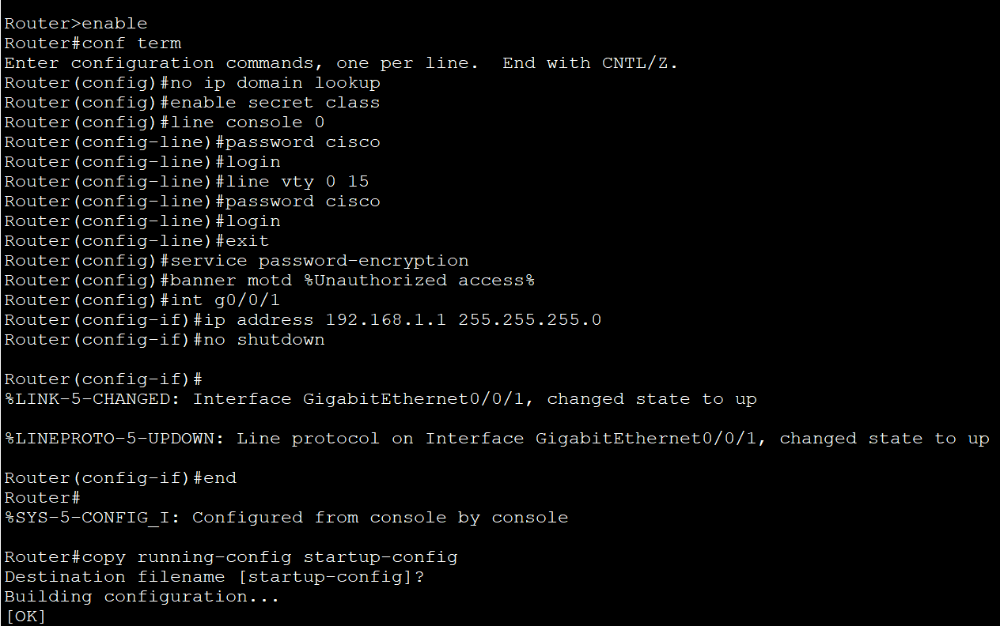 Router>enable
Router#conf term
Enter configuration commands, one per line.  End with CNTL/Z.
Router(config)#no ip domain lookup
Router(config)#enable secret class
Router(config)#line console 0
Router(config-line)#password cisco
Router(config-line)#login
Router(config-line)#line vty 0 15
Router(config-line)#password cisco
Router(config-line)#login
Router(config-line)#exit
Router(config)#service password-encryption
Router(config)#banner motd %Unauthorized access%
Router(config)#int g0/0/1
Router(config-if)#ip address 192.168.1.1 255.255.255.0
Router(config-if)#no shutdown
Router(config-if)#
%LINK-5-CHANGED: Interface GigabitEthernet0/0/1, changed state to up
%LINEPROTO-5-UPDOWN: Line protocol on Interface GigabitEthernet0/0/1, changed state to up
Router(config-if)#end
Router#
%SYS-5-CONFIG_I: Configured from console by console
Router#copy running-config startup-config
Destination filename [startup-config]?
Building configuration...
[OK]